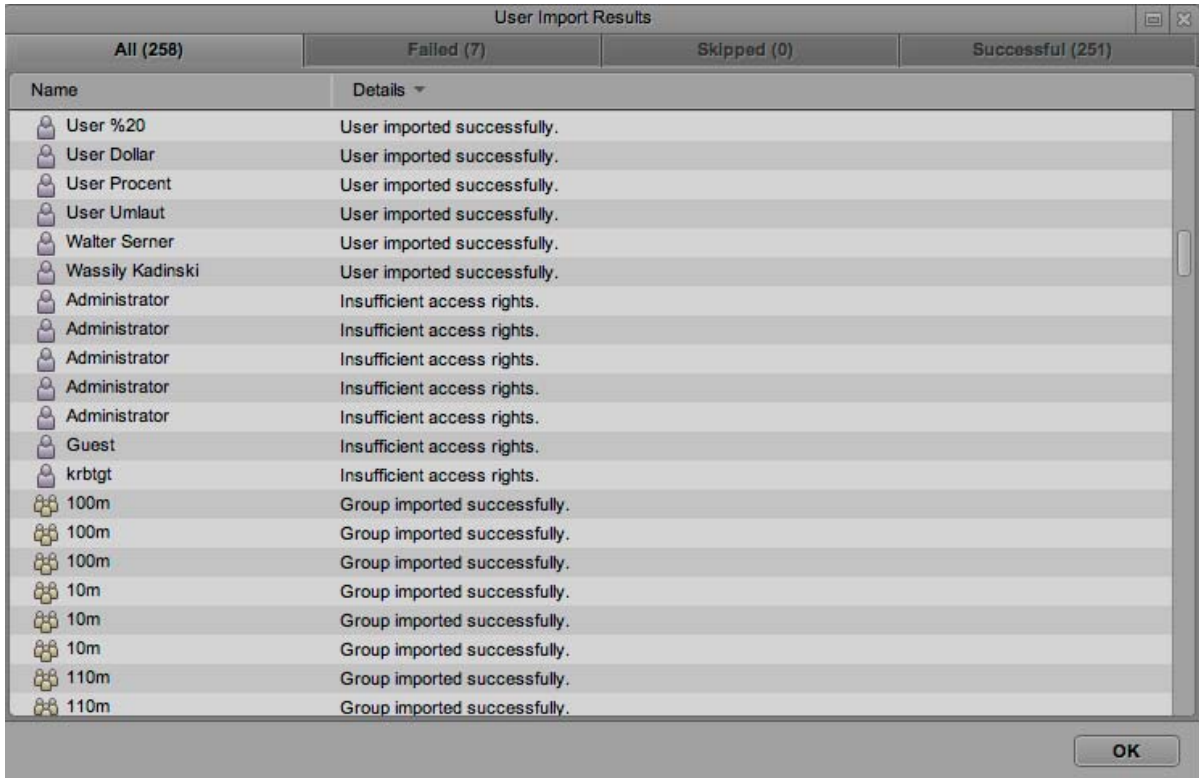 User Import Results
All (258) Failed (7) Skipped (0) Successful (251)
Name Details
User %20 User imported successfully.
User Dollar User imported successfully.
User Procent User imported successfully.
User Umlaut User imported successfully.
Walter Serner User imported successfully.
Wassily Kadinski User imported successfully.
Administrator Insufficient access rights.
Administrator Insufficient access rights.
Administrator Insufficient access rights.
Administrator Insufficient access rights.
Administrator Insufficient access rights.
Guest Insufficient access rights.
krbtgt Insufficient access rights.
100m Group imported successfully.
100m Group imported successfully.
100m Group imported successfully.
10m Group imported successfully.
10m Group imported successfully.
10m Group imported successfully.
110m Group imported successfully.
110m Group imported successfully.
OK